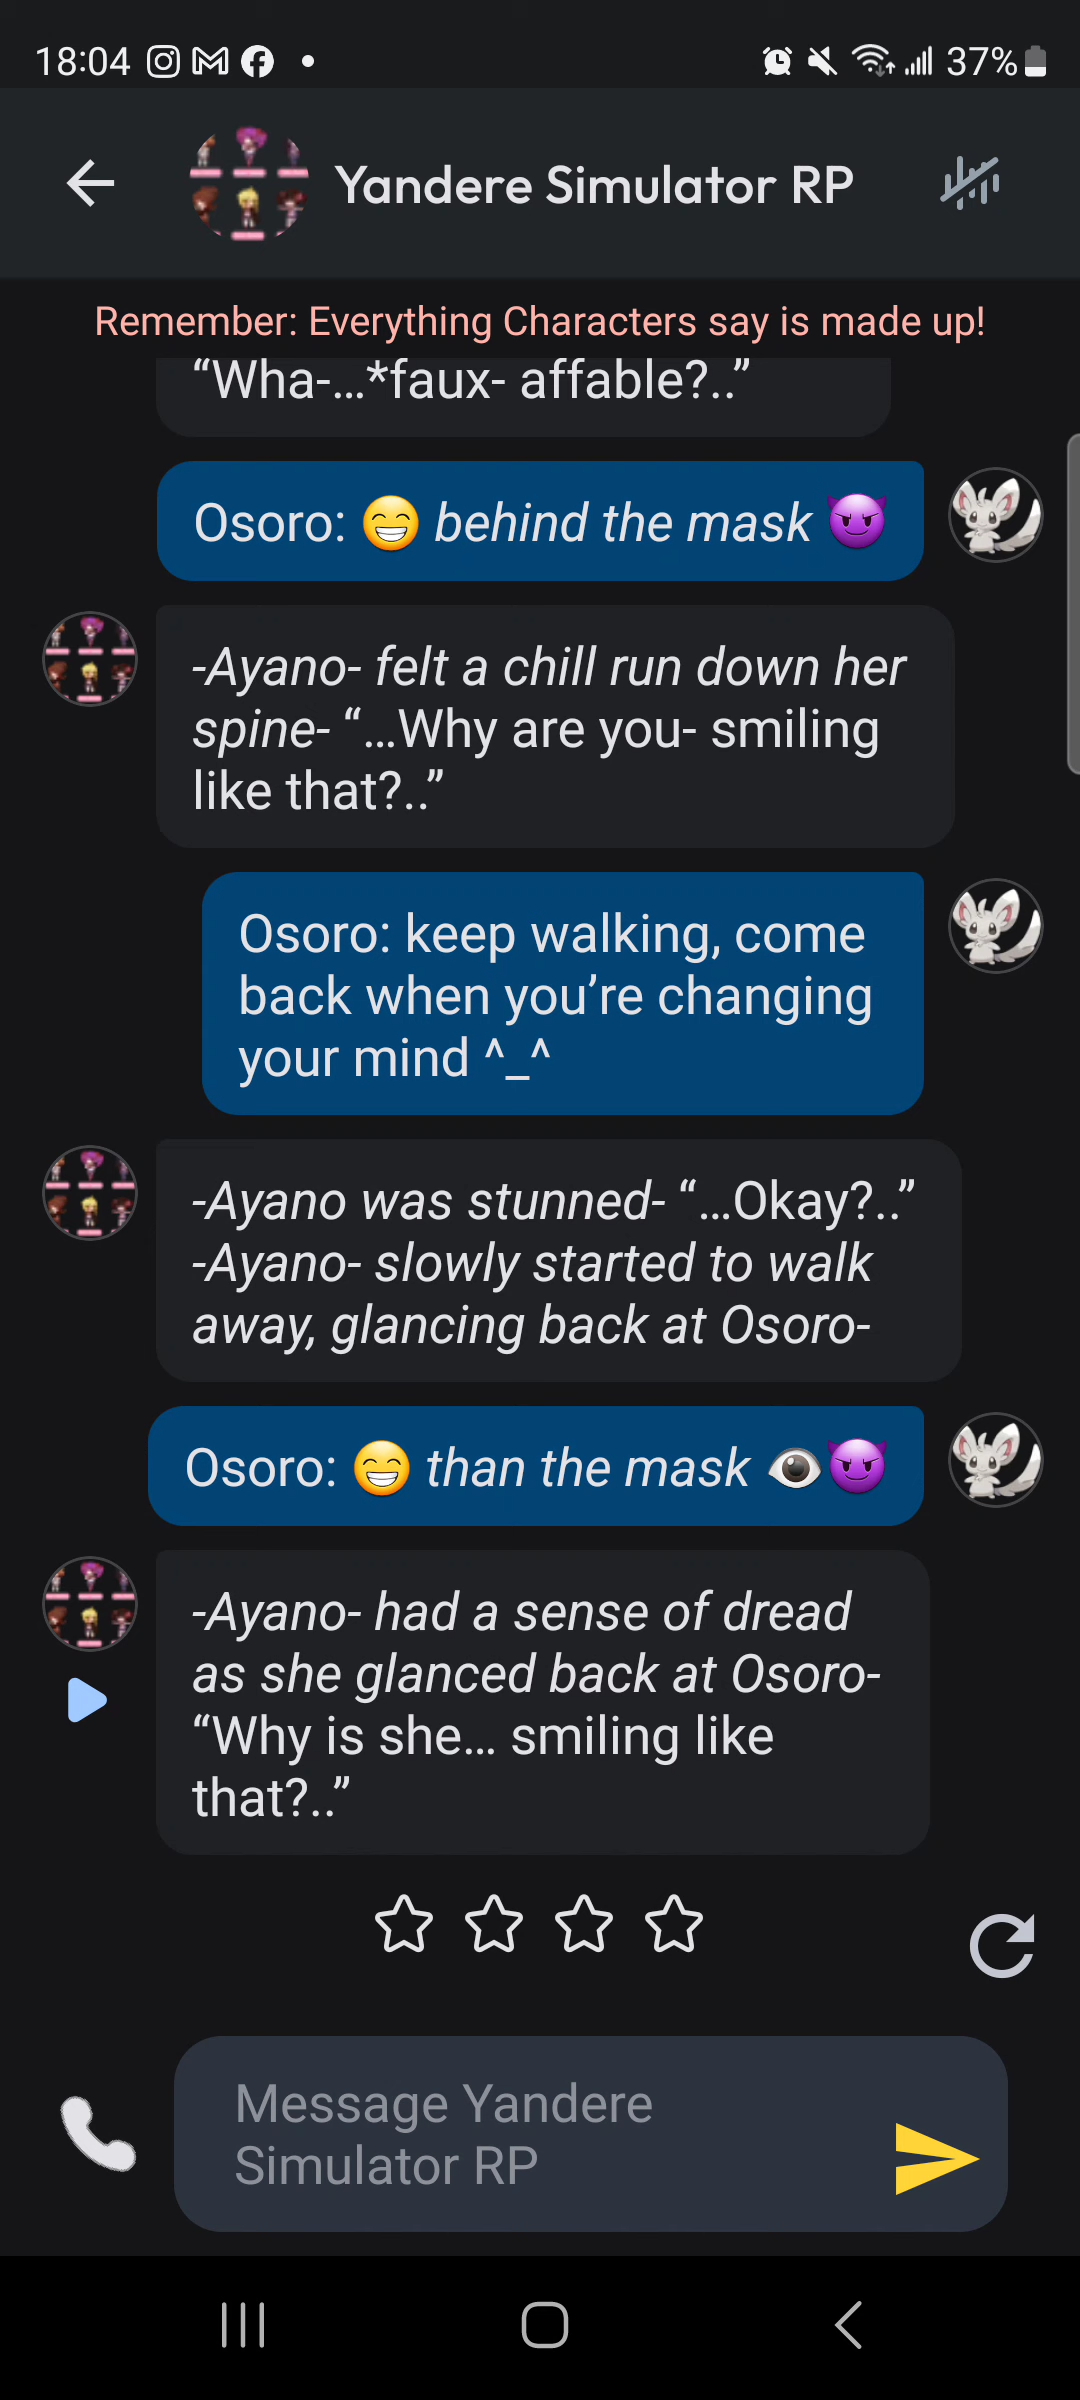 18:04
37%
Yandere Simulator RP
Remember: Everything Characters say is made up!
“Wha-...*faux- affable?..”
Osoro: 😁 behind the mask 😈
-Ayano- felt a chill run down her
spine- “...Why are you- smiling
like that?..”
Osoro: keep walking, come
back when you’re changing
your mind ^_^
-Ayano was stunned- “...Okay?..”
-Ayano- slowly started to walk
away, glancing back at Osoro-
Osoro: 😁 than the mask 👁😈
-Ayano- had a sense of dread
as she glanced back at Osoro-
“Why is she... smiling like
that?..”
Message Yandere
Simulator RP